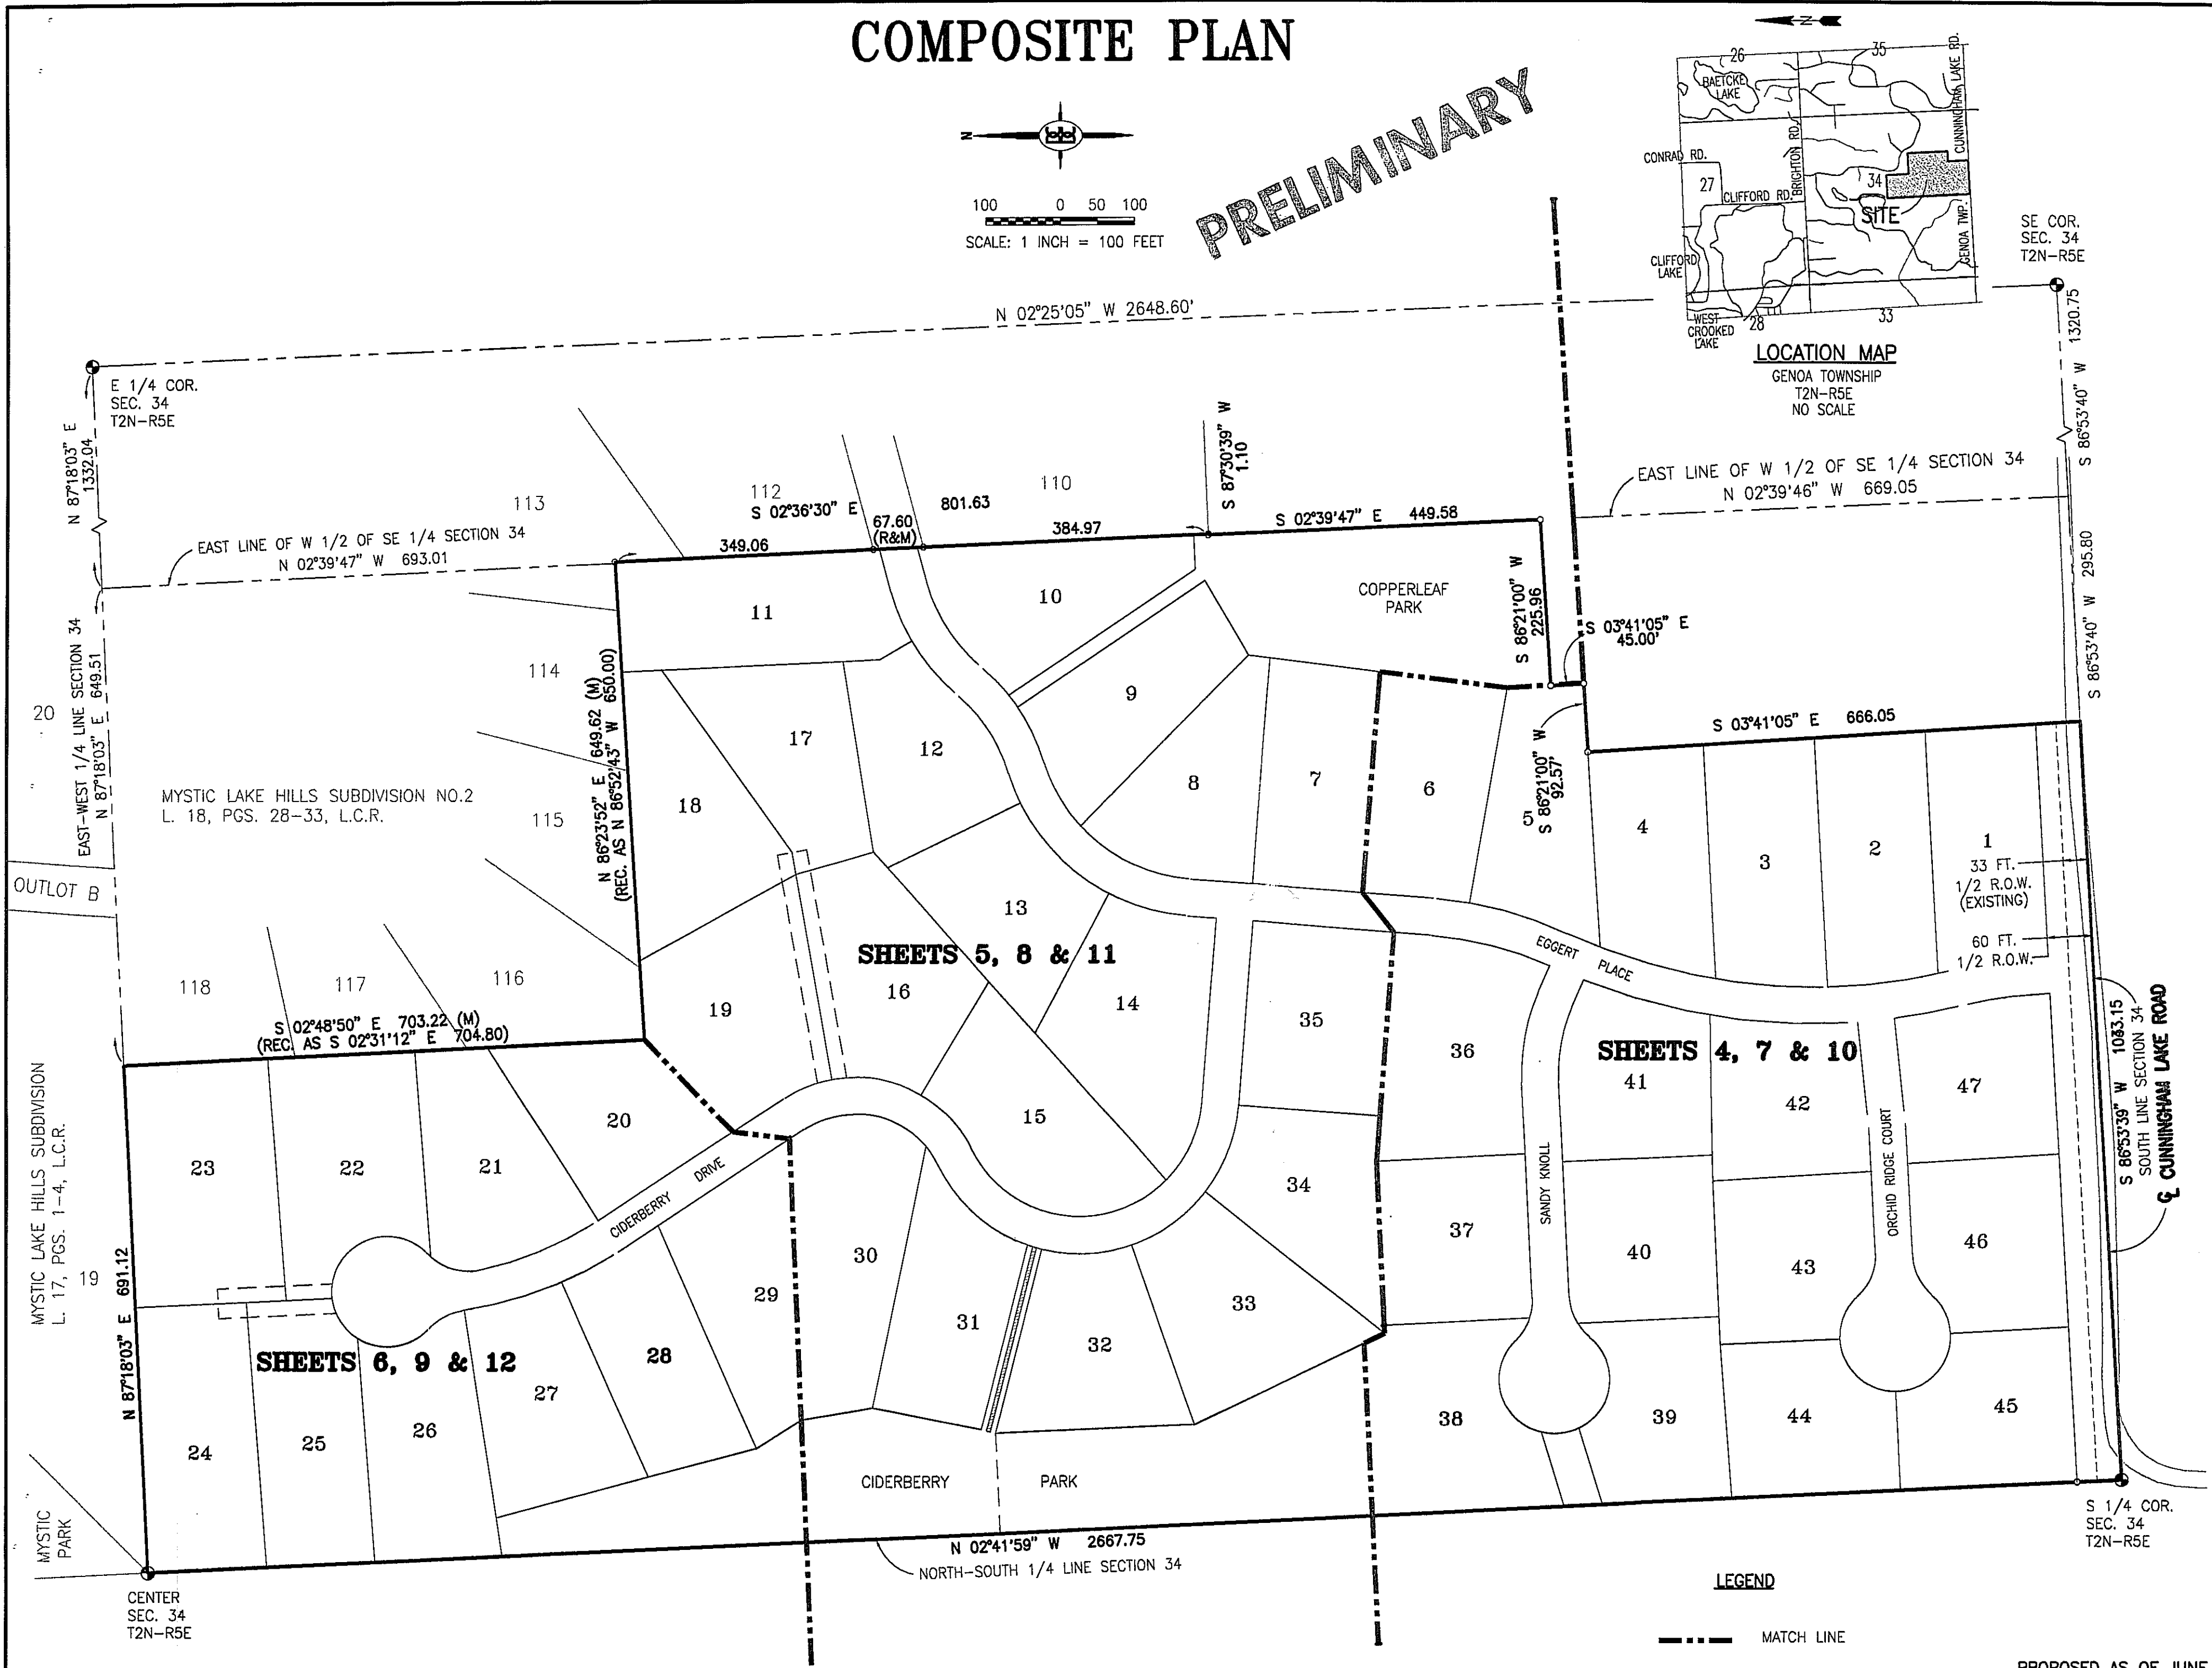 COMPOSITE PLAN
PRELIMINARY
N
100 0 50 100
SCALE: 1 INCH = 100 FEET
N
26
35
BAETCKE
LAKE
CUNNINGHAM LAKE RD.
CONRAD RD.
BRIGHTON RD.
27
CLIFFORD RD.
34
SITE
GENOA TWP.
CLIFFORD
LAKE
WEST
CROOKED
LAKE
28
33
LOCATION MAP
GENOA TOWNSHIP
T2N-R5E
NO SCALE
SE COR.
SEC. 34
T2N-R5E
S 86°53'40" W 1320.75
N 02°25'05" W 2648.60'
E 1/4 COR.
SEC. 34
T2N-R5E
N 87°18'03" E
1332.04
EAST LINE OF W 1/2 OF SE 1/4 SECTION 34
N 02°39'47" W 693.01
113
112
110
S 02°36'30" E 801.63
349.06
67.60
(R&M)
384.97
S 87°30'39" W
1.10
S 02°39'47" E 449.58
EAST LINE OF W 1/2 OF SE 1/4 SECTION 34
N 02°39'46" W 669.05
S 86°53'40" W 295.80
S 86°21'00" W
225.96
S 03°41'05" E
45.00'
S 86°21'00" W
92.57'
S 03°41'05" E 666.05
COPPERLEAF
PARK
EAST-WEST 1/4 LINE SECTION 34
N 87°18'03" E 649.51
20
OUTLOT B
MYSTIC LAKE HILLS SUBDIVISION NO.2
L. 18, PGS. 28-33, L.C.R.
114
115
116
117
118
N 86°23'52" E 649.62 (M)
(REC. AS N 86°52'43" W 650.00)
S 02°48'50" E 703.22 (M)
(REC. AS S 02°31'12" E 704.80)
11
10
9
8
7
6
5
4
3
2
1
12
17
18
13
14
16
19
SHEETS 5, 8 & 11
15
35
34
33 FT.
1/2 R.O.W.
(EXISTING)
60 FT.
1/2 R.O.W.
EGGERT PLACE
SHEETS 4, 7 & 10
36
41
42
47
37
40
43
46
38
39
44
45
SANDY KNOLL
ORCHID RIDGE COURT
S 86°53'39" W 1083.15
SOUTH LINE SECTION 34
℄ CUNNINGHAM LAKE ROAD
MYSTIC LAKE HILLS SUBDIVISION
L. 17, PGS. 1-4, L.C.R.
19
N 87°18'03" E 691.12
23
22
21
20
CIDERBERRY DRIVE
SHEETS 6, 9 & 12
24
25
26
27
28
29
30
31
32
33
CIDERBERRY PARK
MYSTIC
PARK
CENTER
SEC. 34
T2N-R5E
N 02°41'59" W 2667.75
NORTH-SOUTH 1/4 LINE SECTION 34
S 1/4 COR.
SEC. 34
T2N-R5E
LEGEND
MATCH LINE
PROPOSED AS OF JUNE